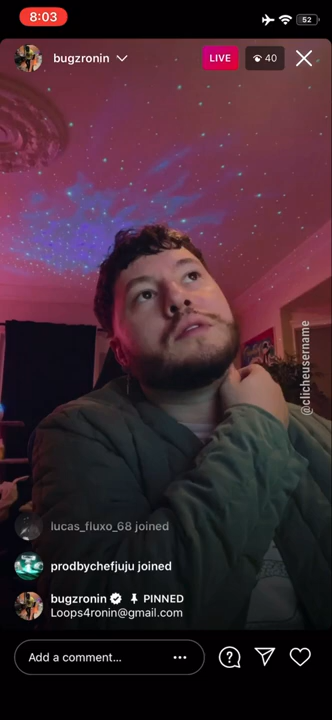 8:03
52
bugzronin
LIVE
40
@clicheusername
lucas_fluxo_68 joined
prodbychefjuju joined
bugzronin PINNED
Loops4ronin@gmail.com
Add a comment...